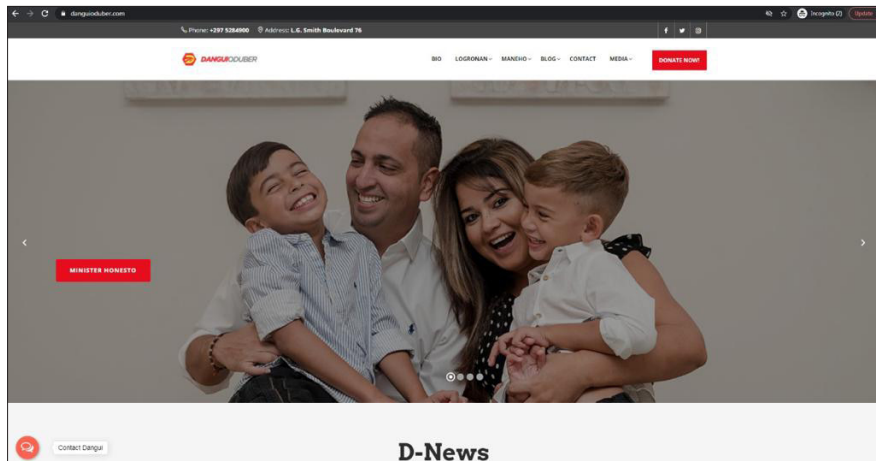 danguioduber.com
Incognito (2)
Update
Phone: +297 5284900 Address: L.G. Smith Boulevard 76
DANGUIODUBER
BIO LOGRONAN MANEHO BLOG CONTACT MEDIA DONATE NOW!
MINISTER HONESTO
Contact Dangui
D-News